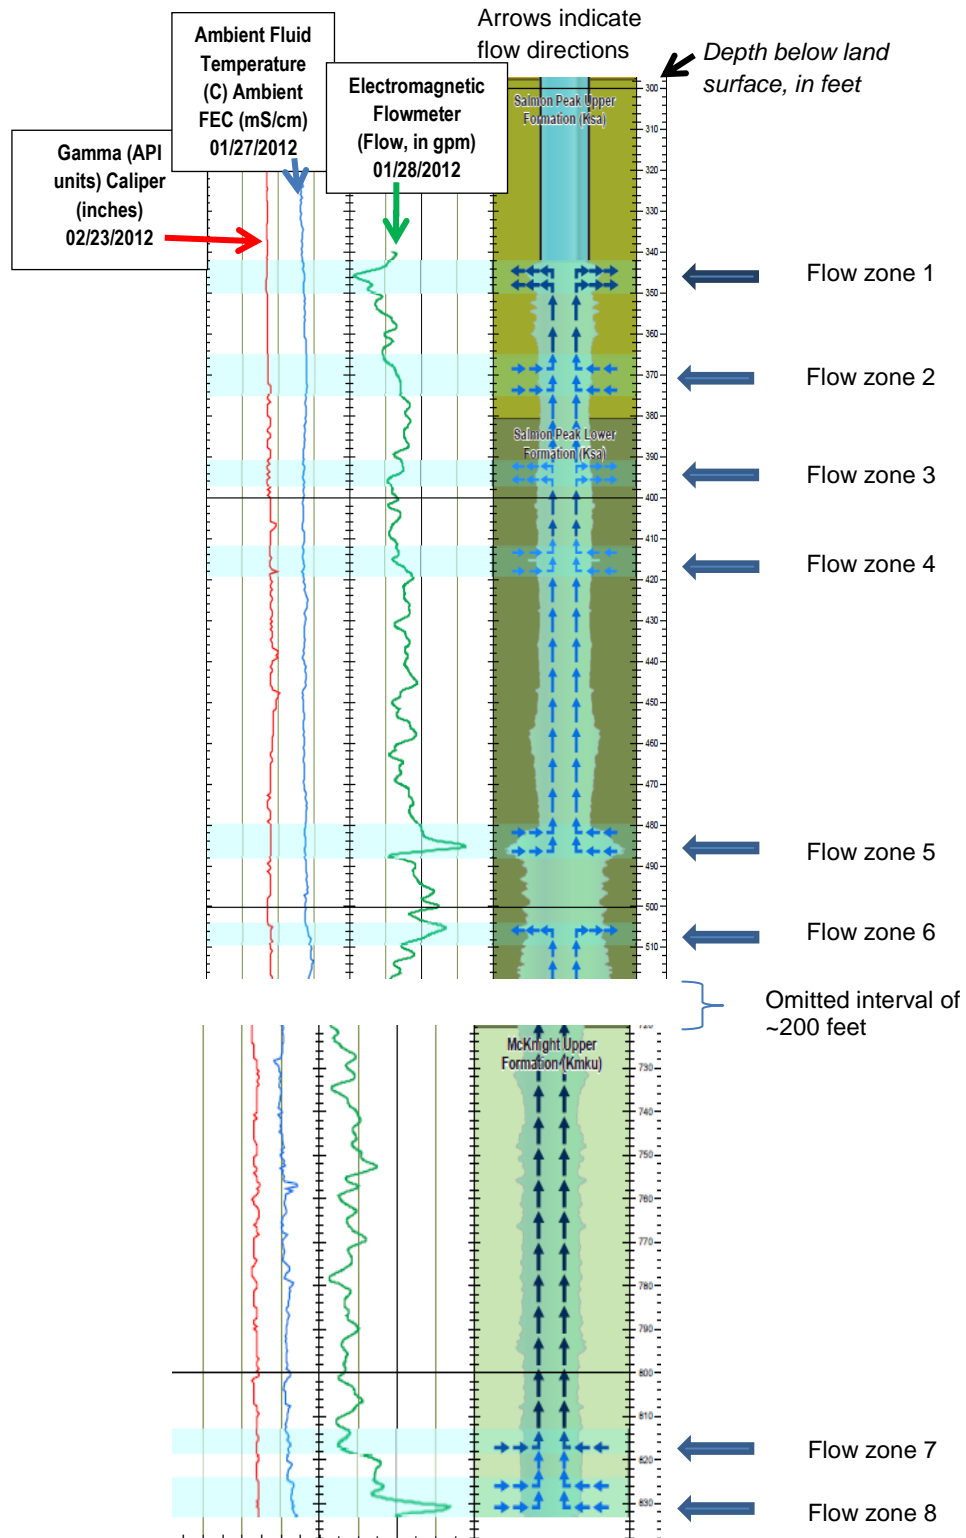 Arrows indicate
flow directions
Depth below land
surface, in feet
Ambient Fluid
Temperature
(C) Ambient
FEC (mS/cm)
01/27/2012
Electromagnetic
Flowmeter
(Flow, in gpm)
01/28/2012
Gamma (API
units) Caliper
(inches)
02/23/2012
Salmon Peak Upper
Formation (Ksa)
300
310
320
330
340
350
360
370
380
Salmon Peak Lower
Formation (Ksa)
390
400
410
420
430
440
450
460
470
480
490
500
510
Flow zone 1
Flow zone 2
Flow zone 3
Flow zone 4
Flow zone 5
Flow zone 6
Omitted interval of
~200 feet
McKnight Upper
Formation (Kmku)
720
730
740
750
760
770
780
790
800
810
820
830
Flow zone 7
Flow zone 8